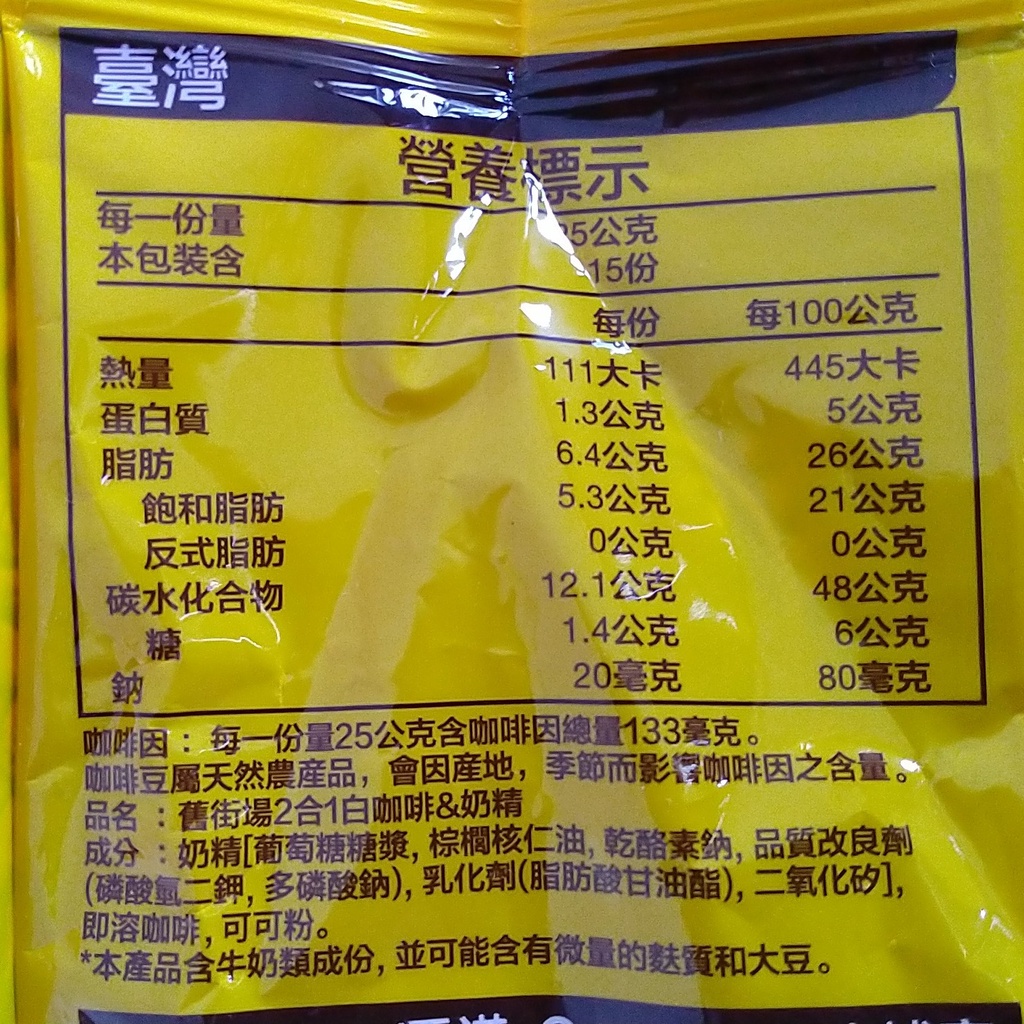 臺灣
營養標示
每一份量 25公克
本包装含 15份
每份 每100公克
熱量 111大卡 445大卡
蛋白質 1.3公克 5公克
脂肪 6.4公克 26公克
飽和脂肪 5.3公克 21公克
反式脂肪 0公克 0公克
碳水化合物 12.1公克 48公克
糖 1.4公克 6公克
鈉 20毫克 80毫克
咖啡因：每一份量25公克含咖啡因總量133毫克。
咖啡豆屬天然農産品，會因産地，季節而影響咖啡因之含量。
品名：舊街場2合1白咖啡&奶精
成分：奶精[葡萄糖糖漿, 棕櫚核仁油, 乾酪素鈉, 品質改良劑
(磷酸氫二鉀, 多磷酸鈉), 乳化劑(脂肪酸甘油酯), 二氧化矽],
即溶咖啡, 可可粉。
*本產品含牛奶類成份, 並可能含有微量的麩質和大豆。